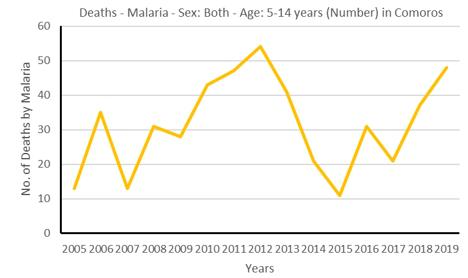 Deaths - Malaria - Sex: Both - Age: 5-14 years (Number) in Comoros
60
50
40
30
20
10
0
No. of Deaths by Malaria
2005 2006 2007 2008 2009 2010 2011 2012 2013 2014 2015 2016 2017 2018 2019
Years